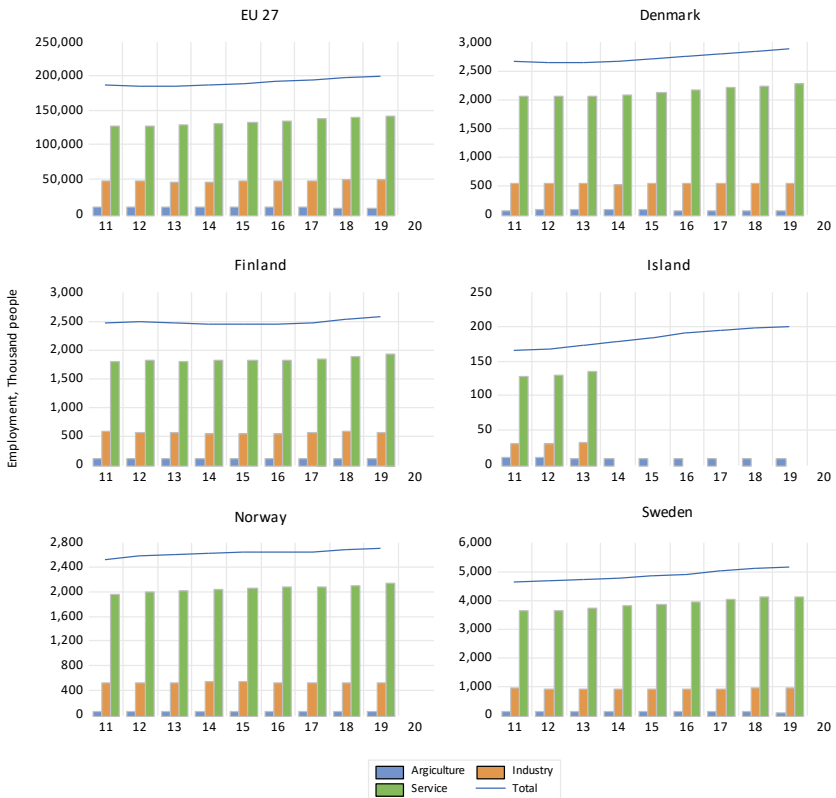 EU 27
Denmark
250,000
200,000
150,000
100,000
50,000
0
11 12 13 14 15 16 17 18 19 20
3,000
2,500
2,000
1,500
1,000
500
0
11 12 13 14 15 16 17 18 19 20
Employment, Thousand people
Finland
Island
3,000
2,500
2,000
1,500
1,000
500
0
11 12 13 14 15 16 17 18 19 20
250
200
150
100
50
0
11 12 13 14 15 16 17 18 19 20
Norway
Sweden
2,800
2,400
2,000
1,600
1,200
800
400
0
11 12 13 14 15 16 17 18 19 20
6,000
5,000
4,000
3,000
2,000
1,000
0
11 12 13 14 15 16 17 18 19 20
Argiculture Industry
Service Total